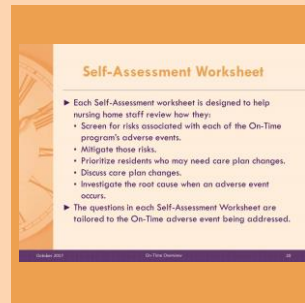 Self-Assessment Worksheet
► Each Self-Assessment worksheet is designed to help
nursing home staff review how they:
• Screen for risks associated with each of the On-Time
program's adverse events.
• Mitigate those risks.
• Prioritize residents who may need care plan changes.
• Discuss care plan changes.
• Investigate the root cause when an adverse event
occurs.
► The questions in each Self-Assessment Worksheet are
tailored to the On-Time adverse event being addressed.
October 2017
On-Time Overview